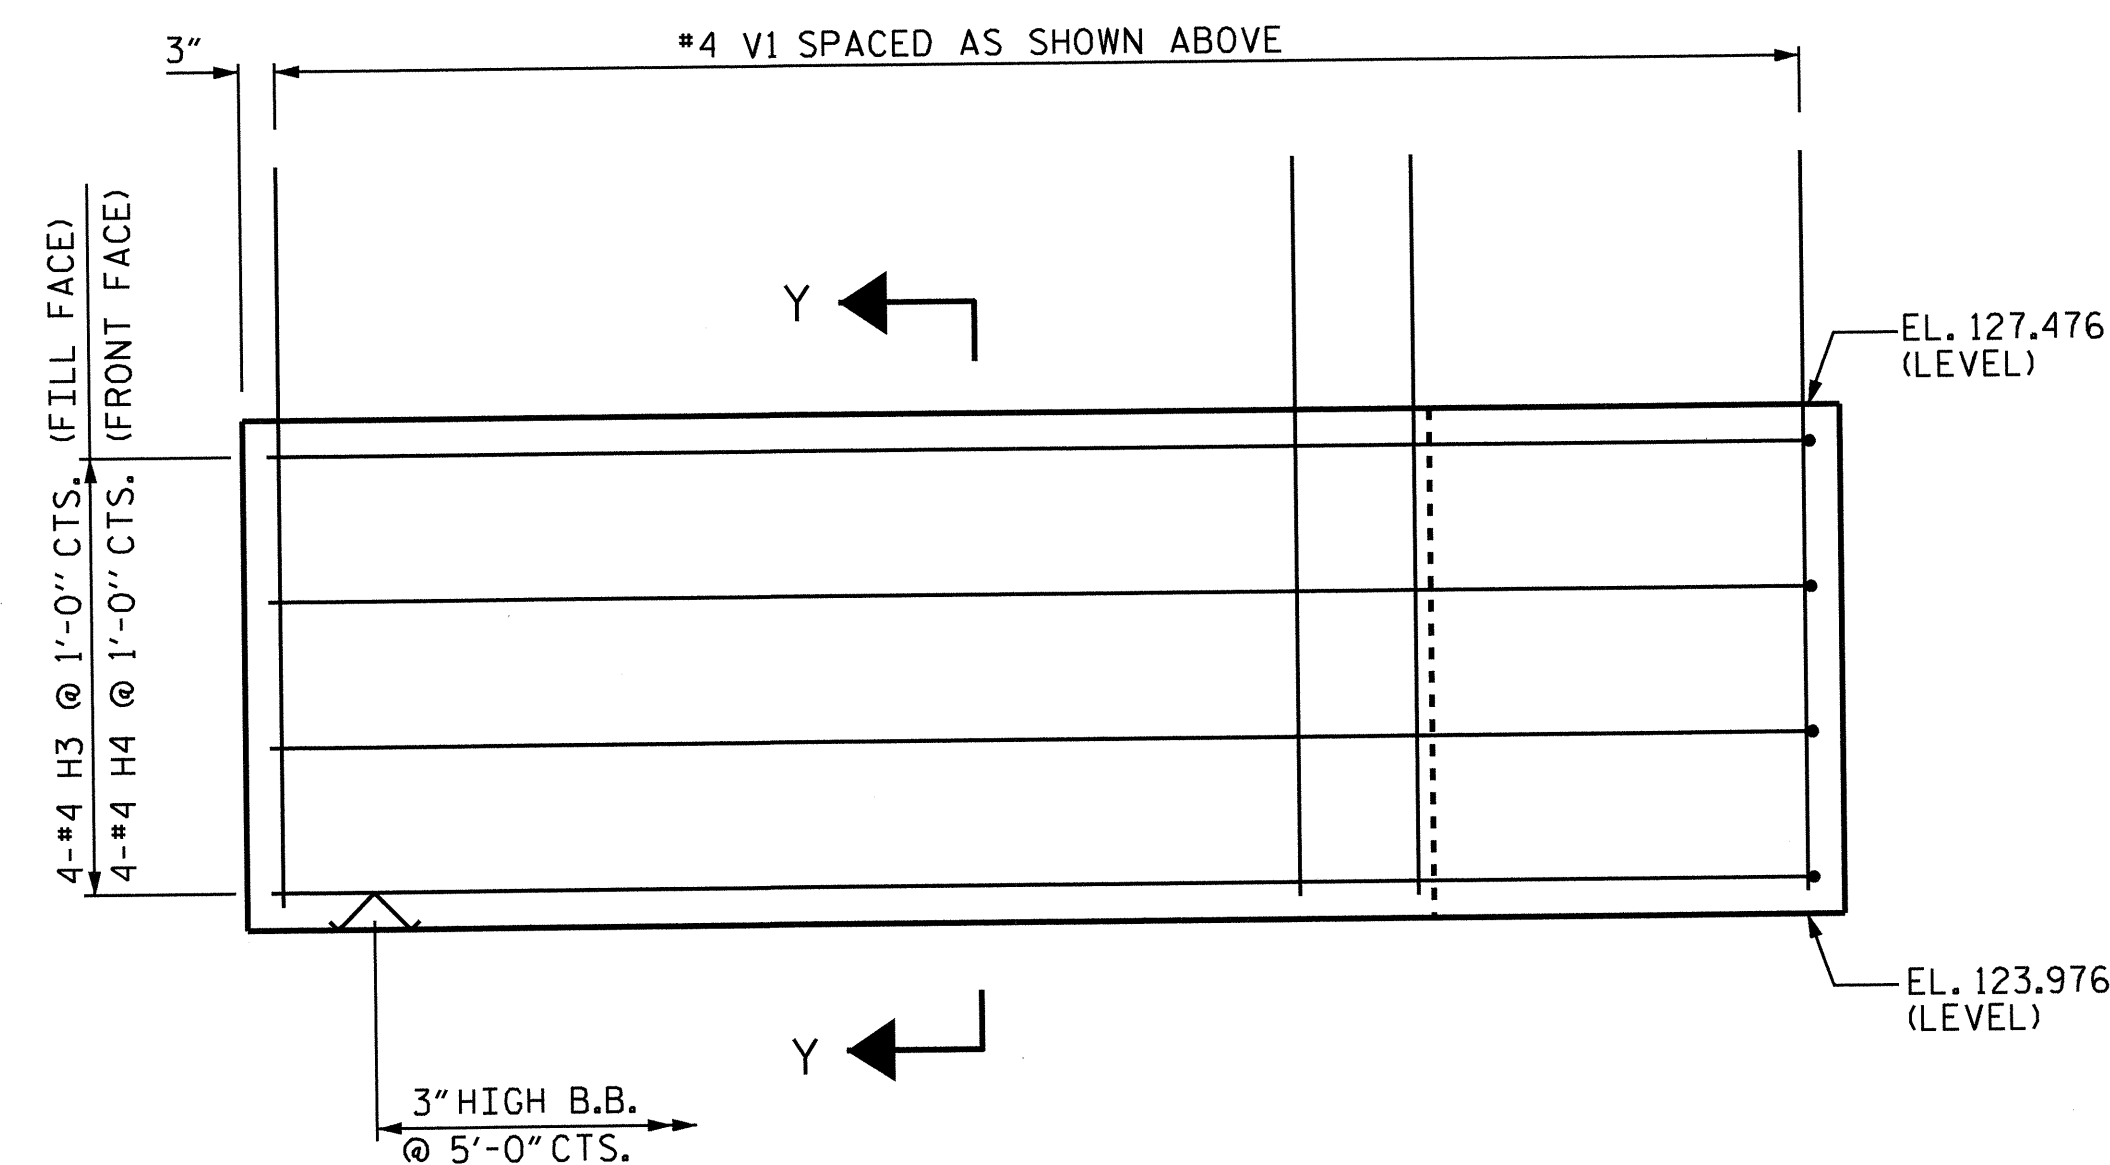 3"
#4 V1 SPACED AS SHOWN ABOVE
4-#4 H3 @ 1'-0" CTS. (FILL FACE)
4-#4 H4 @ 1'-0" CTS. (FRONT FACE)
Y
EL. 127.476
(LEVEL)
EL. 123.976
(LEVEL)
Y
3" HIGH B.B.
@ 5'-0" CTS.